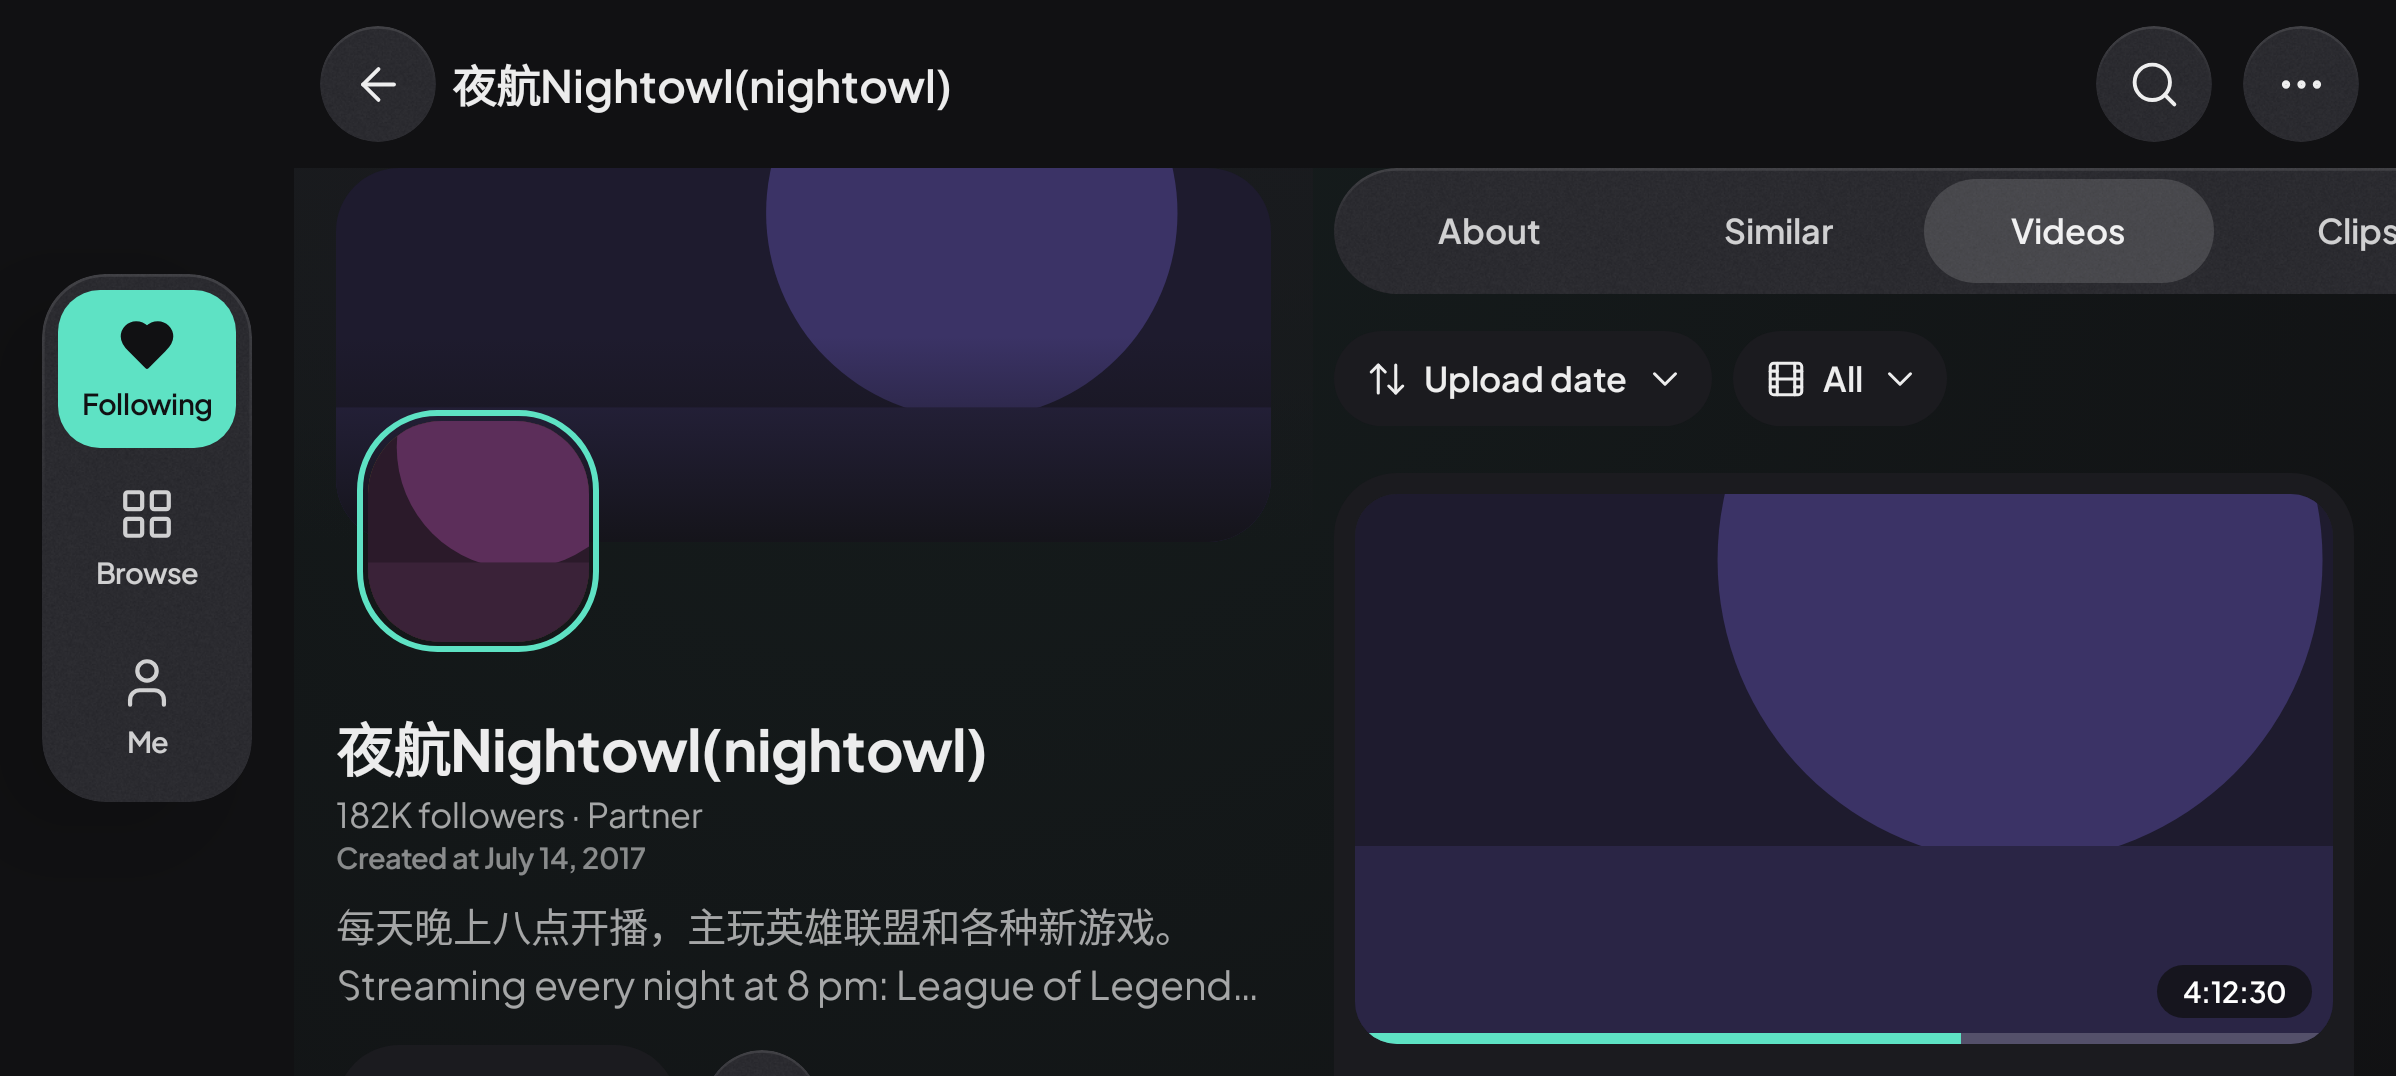 夜航Nightowl(nightowl)
Following
Browse
Me
夜航Nightowl(nightowl)
182K followers · Partner
Created at July 14, 2017
每天晚上八点开播，主玩英雄联盟和各种新游戏。
Streaming every night at 8 pm: League of Legend...
About Similar Videos Clips
Upload date All
4:12:30